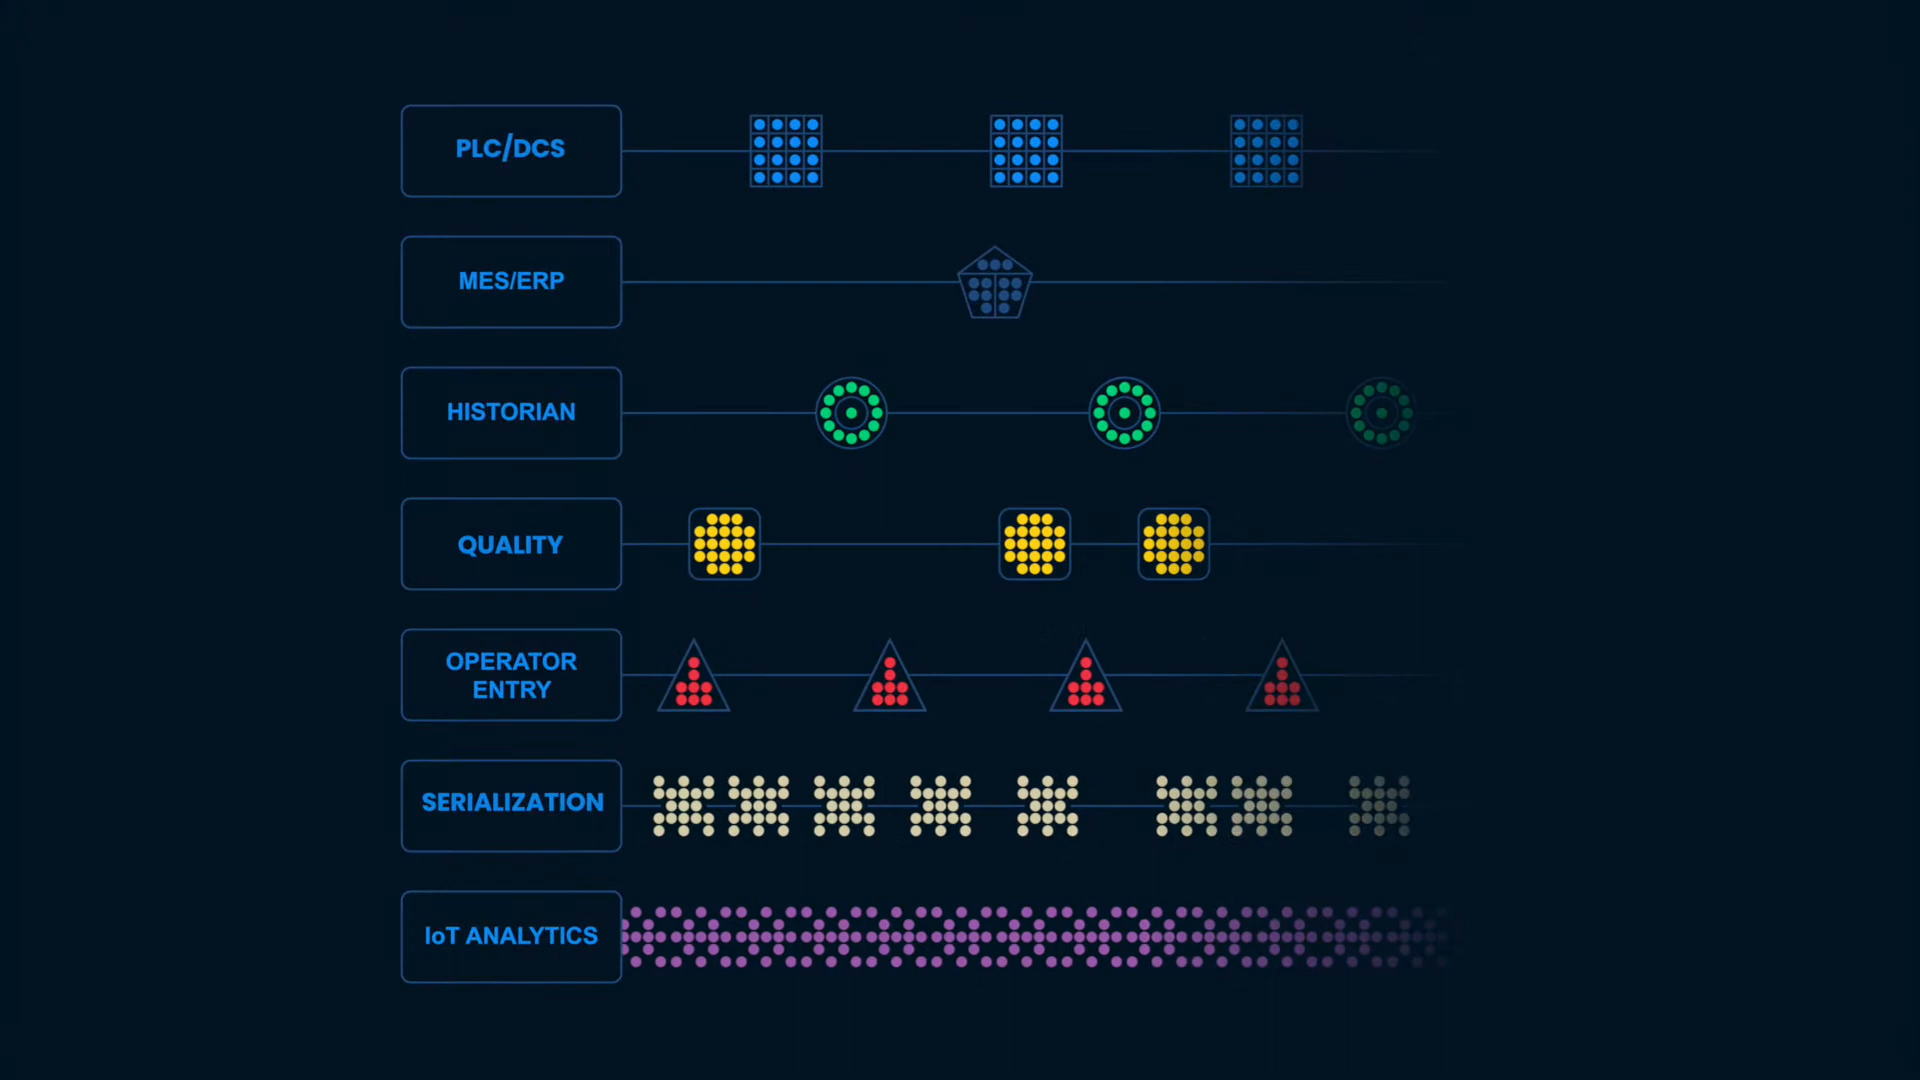 PLC/DCS
MES/ERP
HISTORIAN
QUALITY
OPERATOR
ENTRY
SERIALIZATION
IoT ANALYTICS